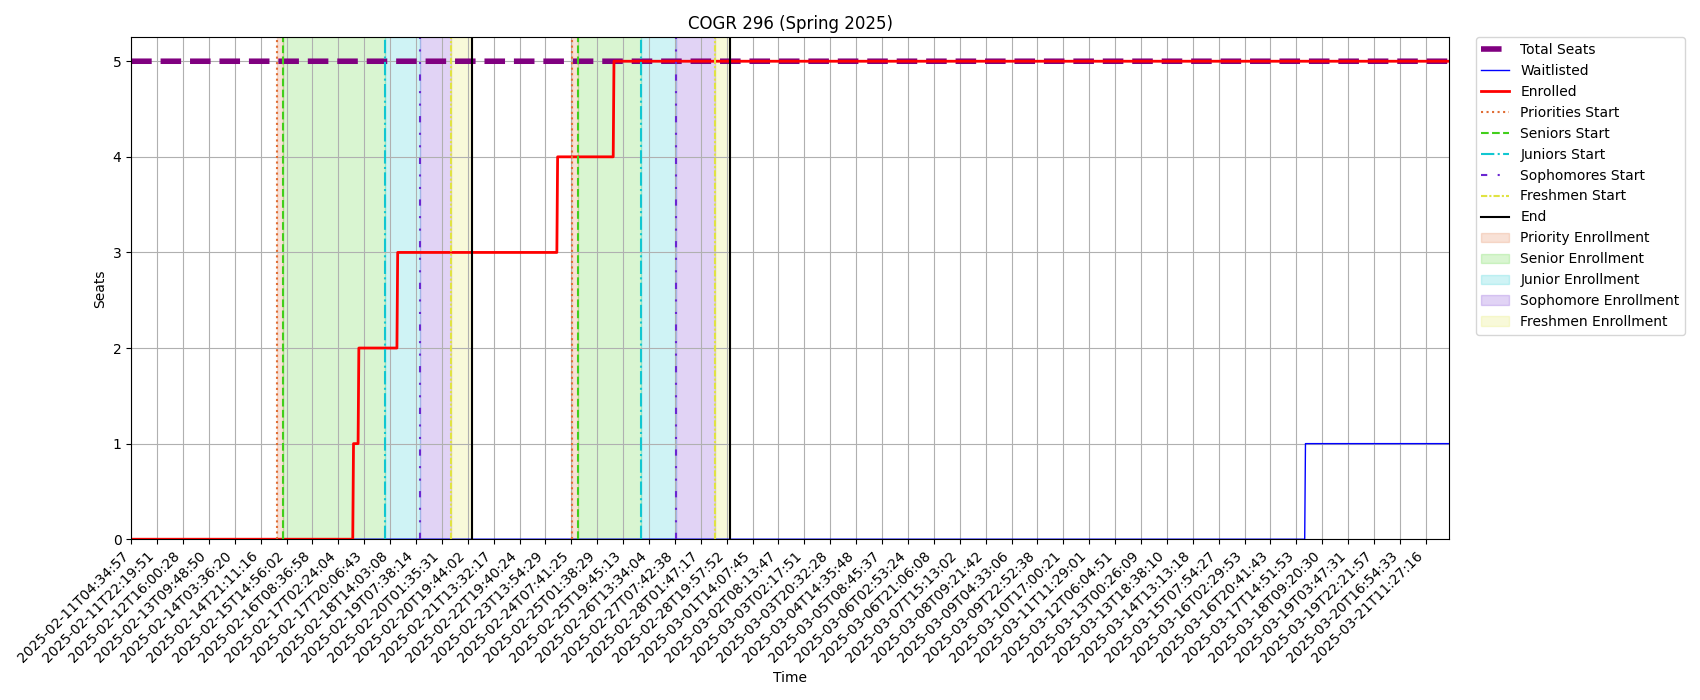 COGR 296 (Spring 2025)
Seats
5
4
3
2
1
0
2025-02-11T04:34:57
2025-02-11T22:19:51
2025-02-12T16:00:28
2025-02-13T09:48:50
2025-02-14T03:36:20
2025-02-14T21:11:16
2025-02-15T14:56:02
2025-02-16T08:36:58
2025-02-17T02:24:04
2025-02-17T20:06:43
2025-02-18T14:03:08
2025-02-19T07:38:14
2025-02-20T01:35:31
2025-02-20T19:44:02
2025-02-21T13:32:17
2025-02-22T19:40:24
2025-02-23T13:54:29
2025-02-24T07:41:25
2025-02-25T01:38:29
2025-02-25T19:45:13
2025-02-26T13:34:04
2025-02-27T07:42:38
2025-02-28T01:47:17
2025-02-28T19:57:52
2025-03-01T14:07:45
2025-03-02T08:13:47
2025-03-03T02:17:51
2025-03-03T20:32:28
2025-03-04T14:35:48
2025-03-05T08:45:37
2025-03-06T02:53:24
2025-03-06T21:06:08
2025-03-07T15:13:02
2025-03-08T09:21:42
2025-03-09T04:33:06
2025-03-09T22:52:38
2025-03-10T17:00:21
2025-03-11T11:29:01
2025-03-12T06:04:51
2025-03-13T00:26:09
2025-03-13T18:38:10
2025-03-14T13:13:18
2025-03-15T07:54:27
2025-03-16T02:29:53
2025-03-16T20:41:43
2025-03-17T14:51:53
2025-03-18T09:20:30
2025-03-19T03:47:31
2025-03-19T22:21:57
2025-03-20T16:54:33
2025-03-21T11:27:16
Time
Total Seats
Waitlisted
Enrolled
Priorities Start
Seniors Start
Juniors Start
Sophomores Start
Freshmen Start
End
Priority Enrollment
Senior Enrollment
Junior Enrollment
Sophomore Enrollment
Freshmen Enrollment